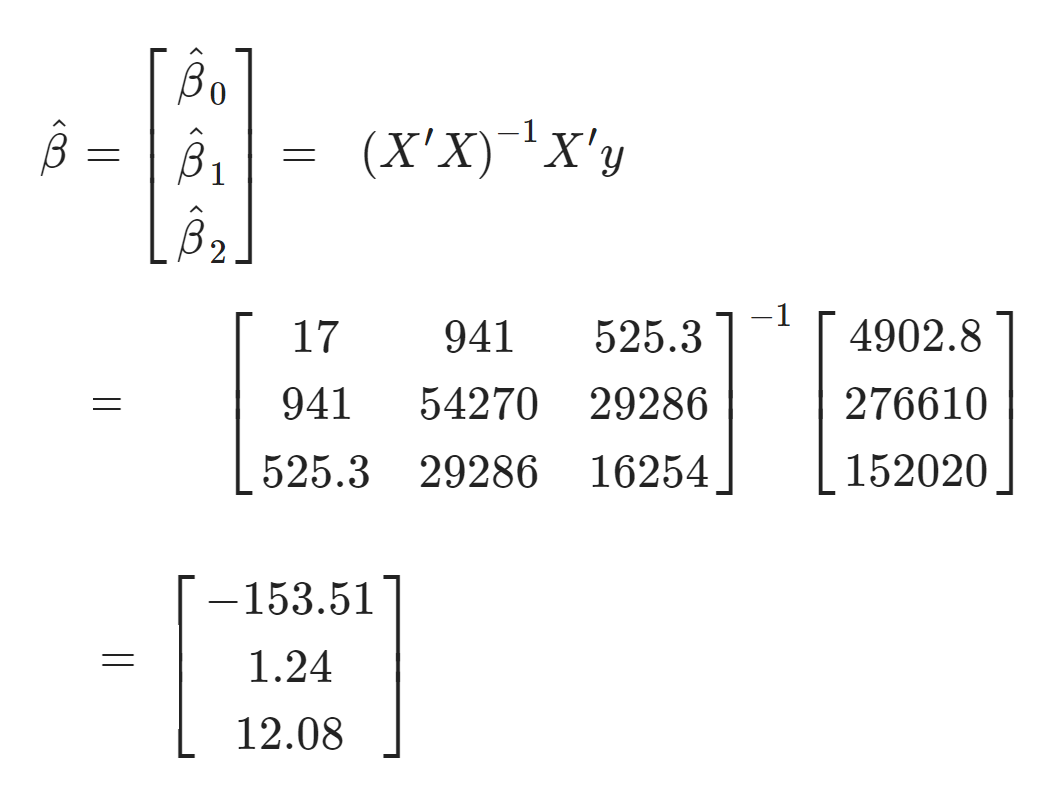 β̂ = [β̂₀ β̂₁ β̂₂] = (X′X)⁻¹X′y
= [17 941 525.3; 941 54270 29286; 525.3 29286 16254]⁻¹ [4902.8; 276610; 152020]
= [−153.51; 1.24; 12.08]